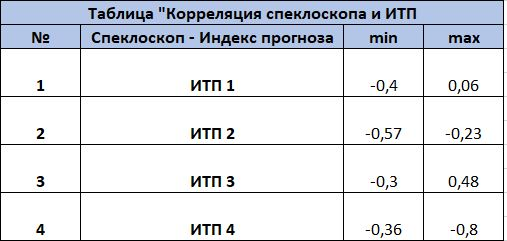 Таблица "Корреляция спеклоскопа и ИТП
№ Спеклоскоп - Индекс прогноза min max
1 ИТП 1 -0,4 0,06
2 ИТП 2 -0,57 -0,23
3 ИТП 3 -0,3 0,48
4 ИТП 4 -0,36 -0,8